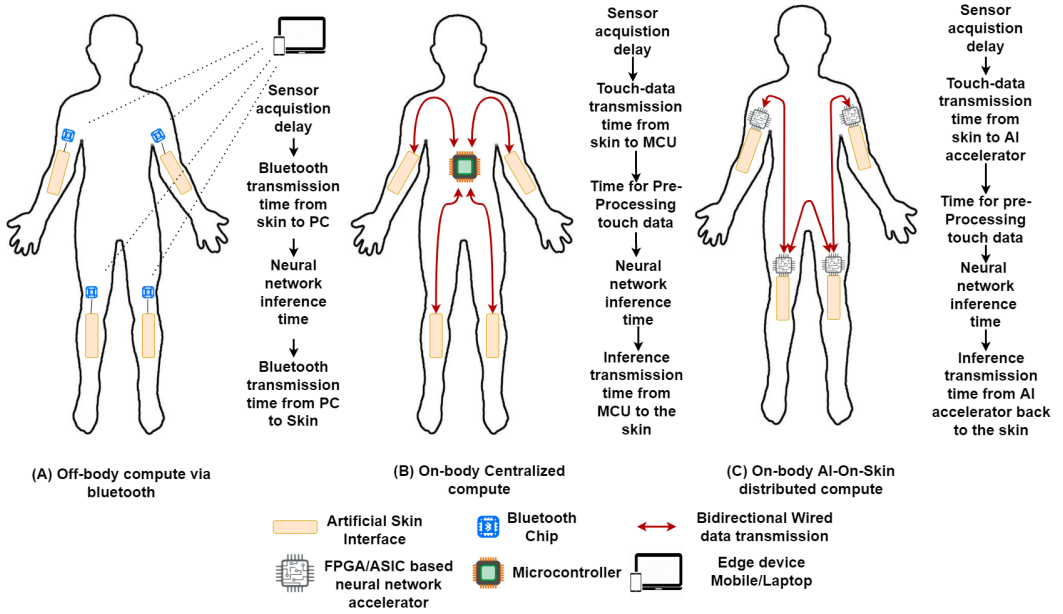 Sensor
acquistion
delay
Bluetooth
transmission
time from
skin to PC
Neural
network
inference
time
Bluetooth
transmission
time from PC
to Skin
(A) Off-body compute via
bluetooth
Sensor
acquisition
delay
Touch-data
transmission
time from
skin to MCU
Time for Pre-
Processing
touch data
Neural
network
inference
time
Inference
transmission
time from
MCU to the
skin
(B) On-body Centralized
compute
Sensor
acquisition
delay
Touch-data
transmission
time from
skin to AI
accelerator
Time for pre-
Processing
touch data
Neural
network
inference
time
Inference
transmission
time from AI
accelerator back
to the skin
(C) On-body AI-On-Skin
distributed compute
Artificial Skin
Interface
Bluetooth
Chip
Bidirectional Wired
data transmission
FPGA/ASIC based
neural network
accelerator
Microcontroller
Edge device
Mobile/Laptop